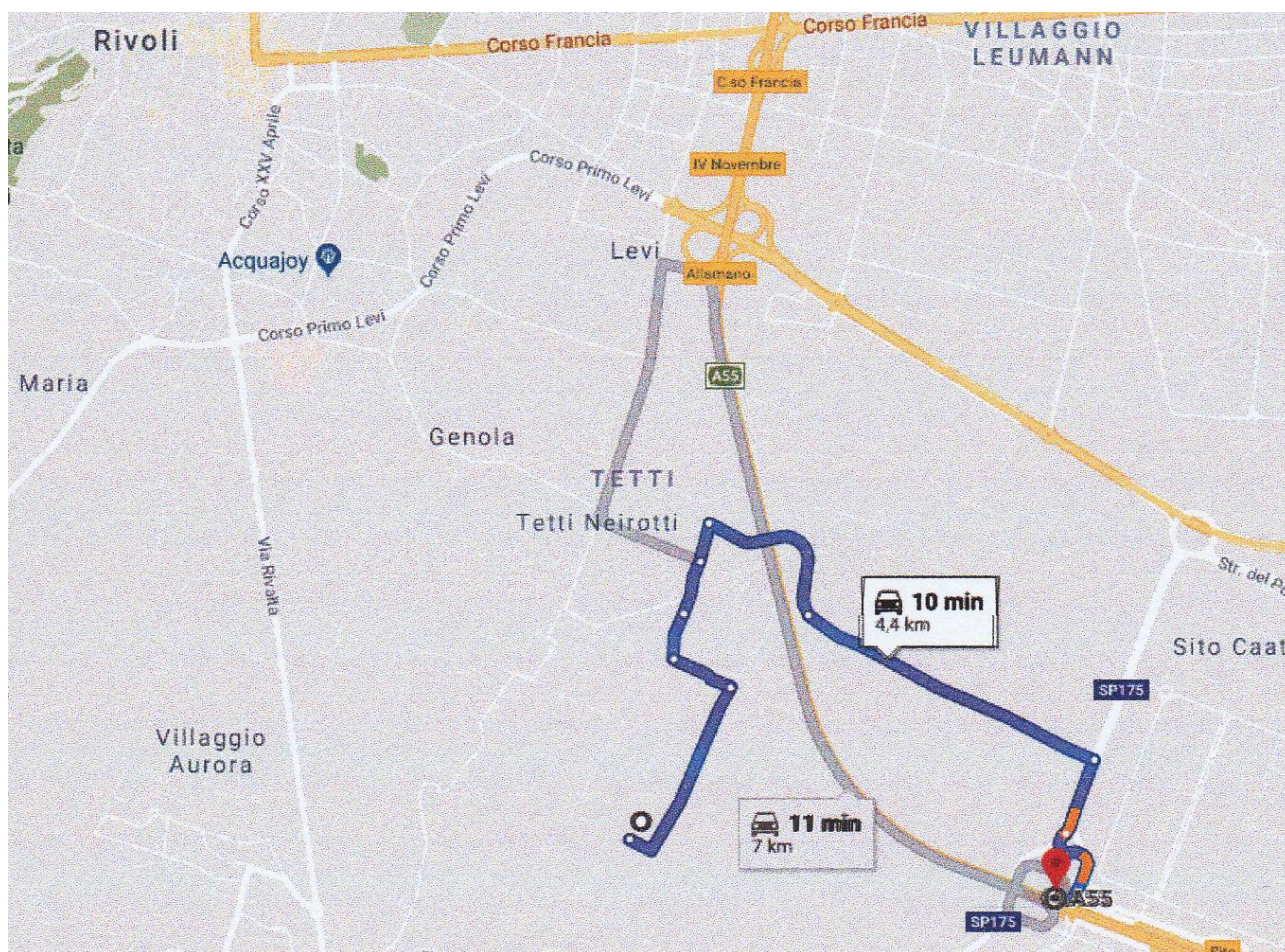 Rivoli
Corso Francia
Corso Francia
VILLAGGIO
LEUMANN
C.so Francia
Corso XXV Aprile
IV Novembre
Corso Primo Levi
Corso Primo Levi
Levi
Acquajoy
Allamano
Corso Primo Levi
A55
Maria
Genola
TETTI
Tetti Neirotti
Via Rivalta
Str. del
10 min
4,4 km
Sito Caat
SP175
Villaggio
Aurora
11 min
7 km
A55
SP175
Sito